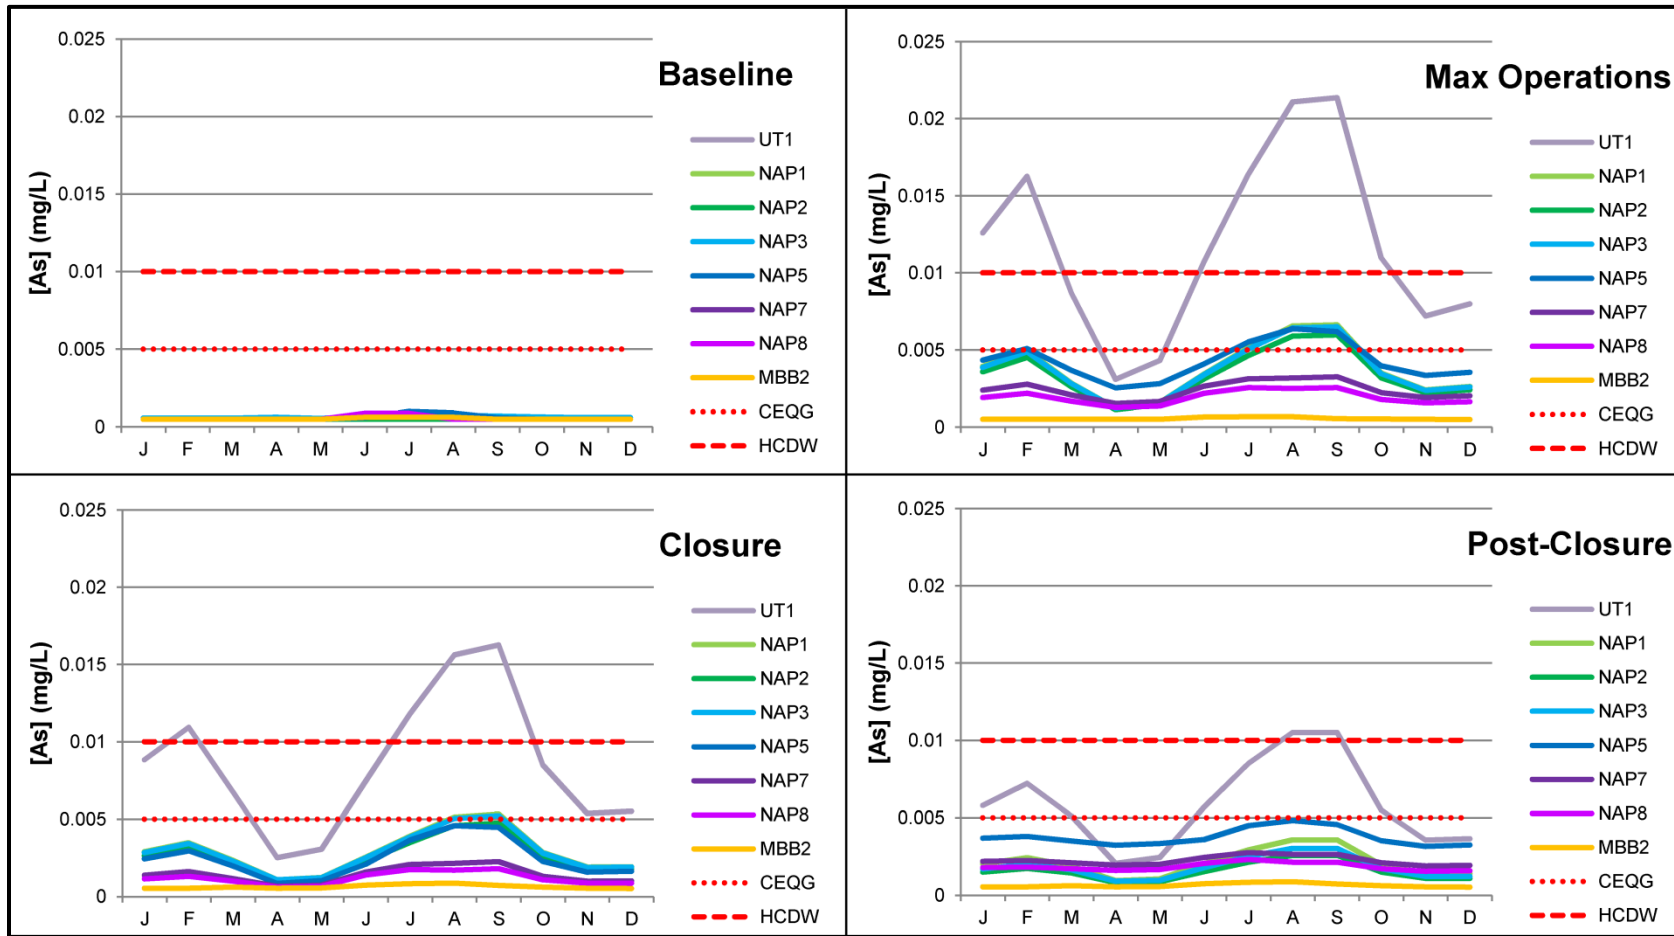 Baseline
[As] (mg/L)
0.025
0.02
0.015
0.01
0.005
0
J F M A M J J A S O N D
UT1
NAP1
NAP2
NAP3
NAP5
NAP7
NAP8
MBB2
CEQG
HCDW
Max Operations
[As] (mg/L)
0.025
0.02
0.015
0.01
0.005
0
J F M A M J J A S O N D
UT1
NAP1
NAP2
NAP3
NAP5
NAP7
NAP8
MBB2
CEQG
HCDW
Closure
[As] (mg/L)
0.025
0.02
0.015
0.01
0.005
0
J F M A M J J A S O N D
UT1
NAP1
NAP2
NAP3
NAP5
NAP7
NAP8
MBB2
CEQG
HCDW
Post-Closure
[As] (mg/L)
0.025
0.02
0.015
0.01
0.005
0
J F M A M J J A S O N D
UT1
NAP1
NAP2
NAP3
NAP5
NAP7
NAP8
MBB2
CEQG
HCDW